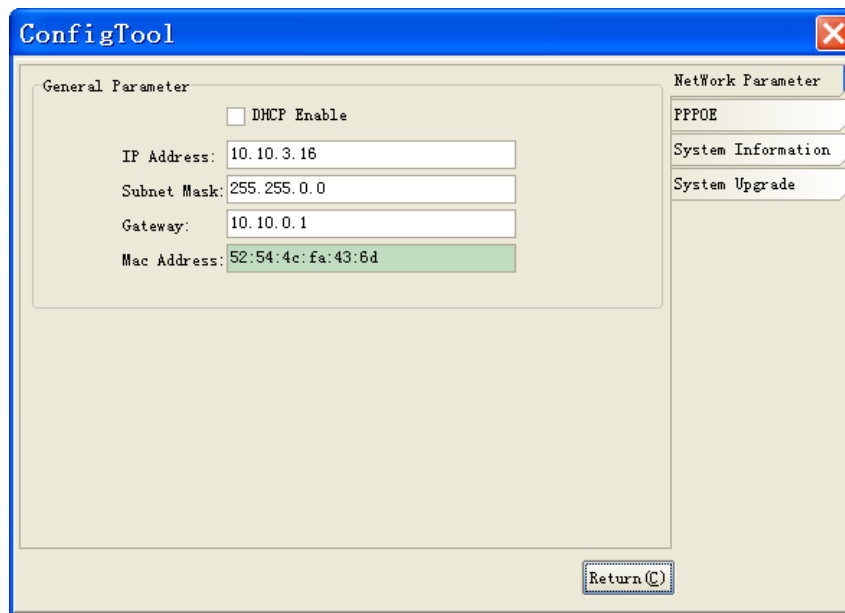 ConfigTool
General Parameter
DHCP Enable
IP Address: 10.10.3.16
Subnet Mask: 255.255.0.0
Gateway: 10.10.0.1
Mac Address: 52:54:4c:fa:43:6d
NetWork Parameter
PPPOE
System Information
System Upgrade
Return(C)